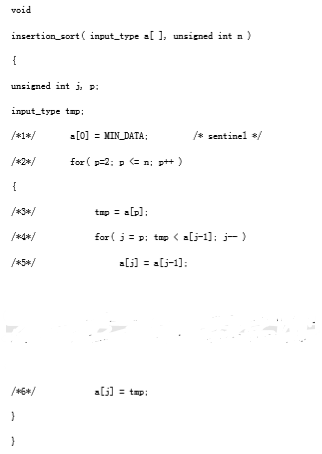 void
insertion_sort( input_type a[ ], unsigned int n )
{
unsigned int j, p;
input_type tmp;
/*1*/ a[0] = MIN_DATA; /* sentinel */
/*2*/ for( p=2; p <= n; p++ )
{
/*3*/ tmp = a[p];
/*4*/ for( j = p; tmp < a[j-1]; j-- )
/*5*/ a[j] = a[j-1];
/*6*/ a[j] = tmp;
}
}